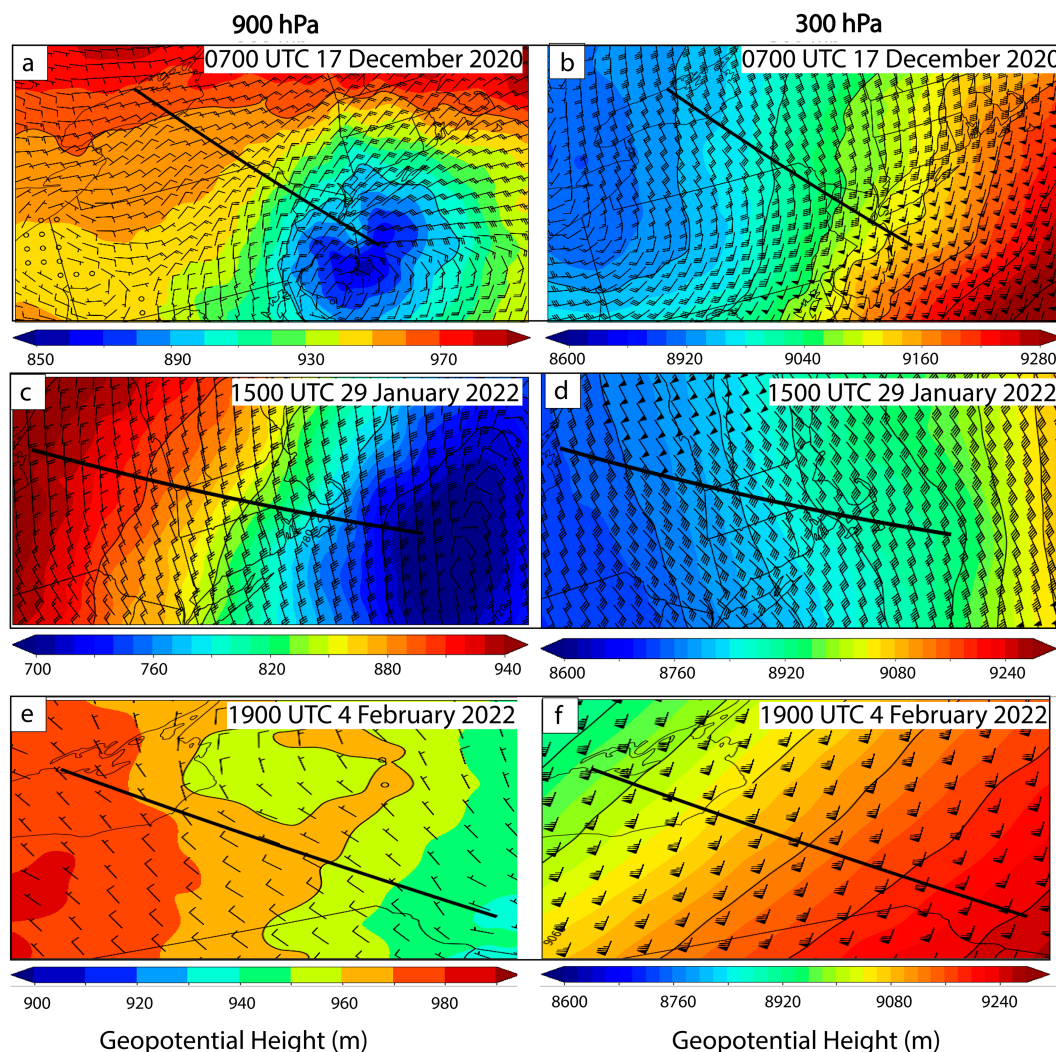 900 hPa
300 hPa
a
0700 UTC 17 December 2020
b
0700 UTC 17 December 2020
850 890 930 970
8600 8920 9040 9160 9280
c
1500 UTC 29 January 2022
d
1500 UTC 29 January 2022
700 760 820 880 940
8600 8760 8920 9080 9240
e
1900 UTC 4 February 2022
f
1900 UTC 4 February 2022
900 920 940 960 980
8600 8760 8920 9080 9240
Geopotential Height (m)
Geopotential Height (m)